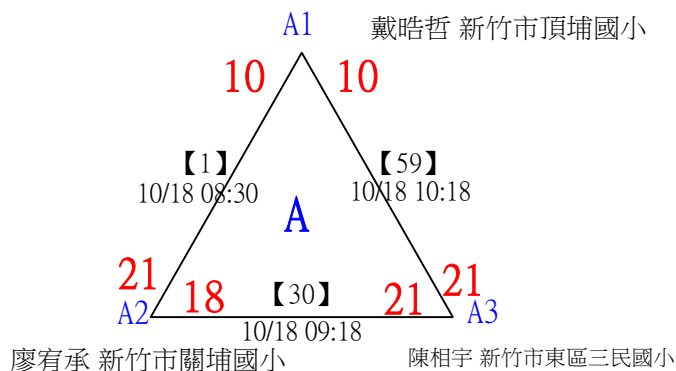 A1 戴晧哲 新竹市頂埔國小
10 10
【1】 【59】
10/18 08:30 10/18 10:18
A
21 18 【30】 21 21
A2 A3
10/18 09:18
廖宥承 新竹市關埔國小 陳相宇 新竹市東區三民國小